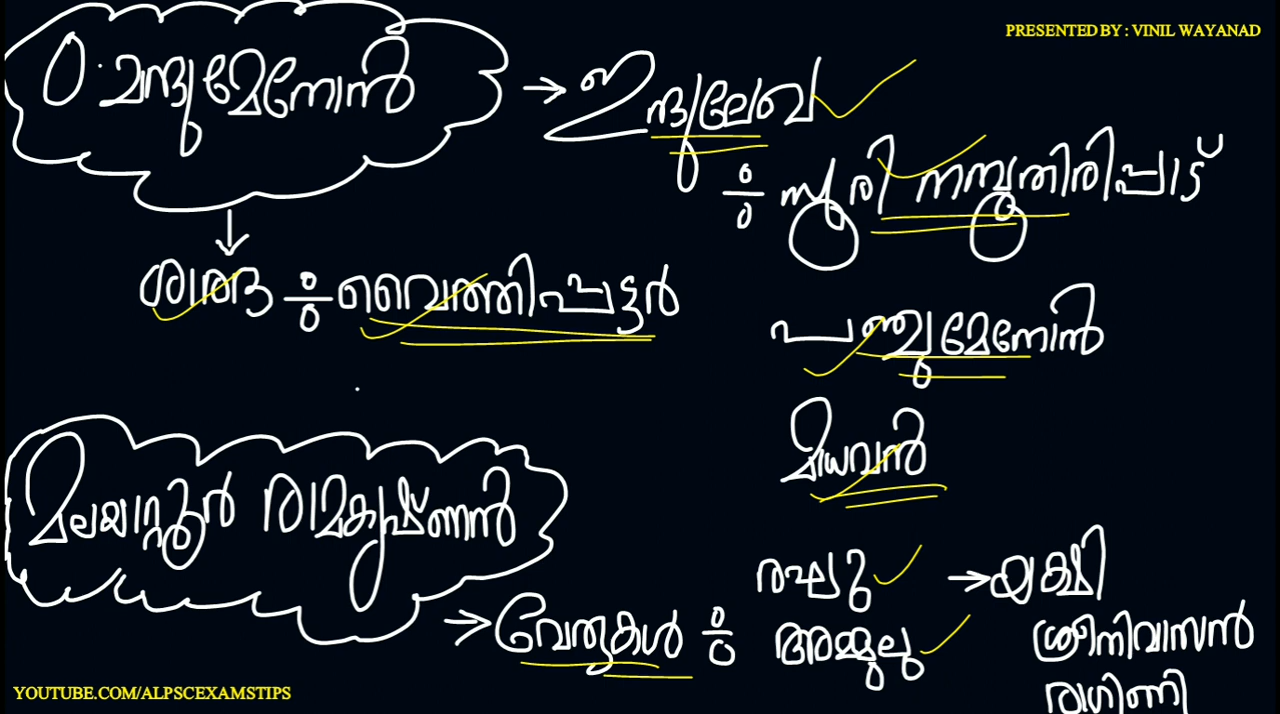 PRESENTED BY : VINIL WAYANAD
ഠ ചന്തുമേനോൻ → ഇന്ദുലേഖ
÷ സൂരി നമ്പൂതിരിപ്പാട്
ശാരദ ÷ വൈത്തിപ്പട്ടർ
പഞ്ചുമേനോൻ
മാധവൻ
മലയാറ്റൂർ രാമകൃഷ്ണൻ
→ വേരുകൾ ÷ രഘു
അമ്മുലു
→ യക്ഷി
ശ്രീനിവാസൻ
രാഗിണി
YOUTUBE.COM/ALPSCEXAMSTIPS